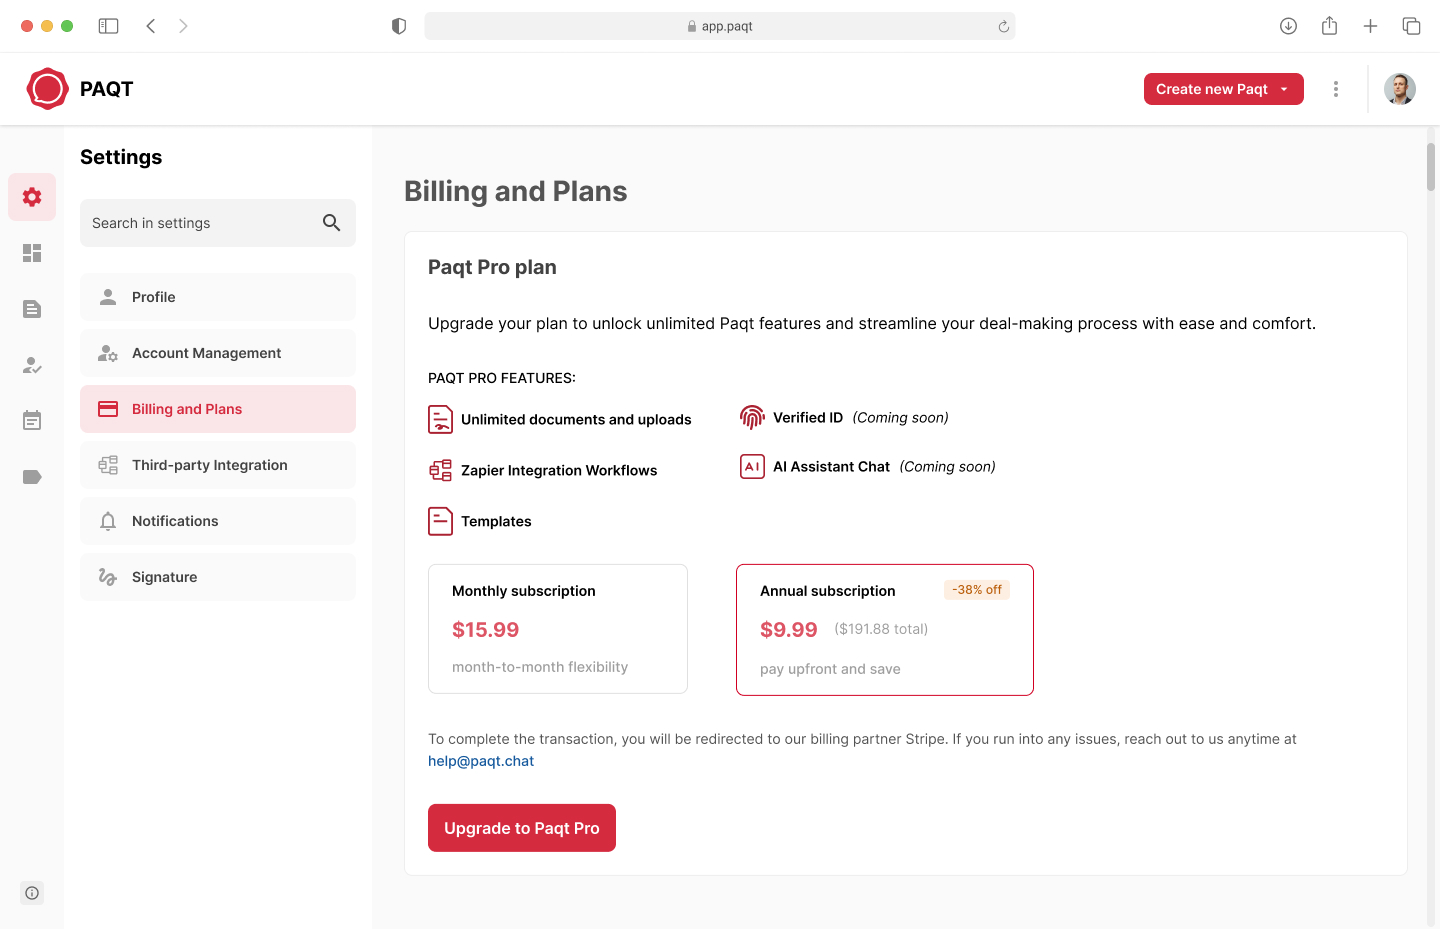 app.paqt
PAQT
Create new Paqt
Settings
Search in settings
Profile
Account Management
Billing and Plans
Third-party Integration
Notifications
Signature
Billing and Plans
Paqt Pro plan
Upgrade your plan to unlock unlimited Paqt features and streamline your deal-making process with ease and comfort.
PAQT PRO FEATURES:
Unlimited documents and uploads
Verified ID (Coming soon)
Zapier Integration Workflows
AI AI Assistant Chat (Coming soon)
Templates
Monthly subscription
$15.99
month-to-month flexibility
Annual subscription -38% off
$9.99 ($191.88 total)
pay upfront and save
To complete the transaction, you will be redirected to our billing partner Stripe. If you run into any issues, reach out to us anytime at
help@paqt.chat
Upgrade to Paqt Pro